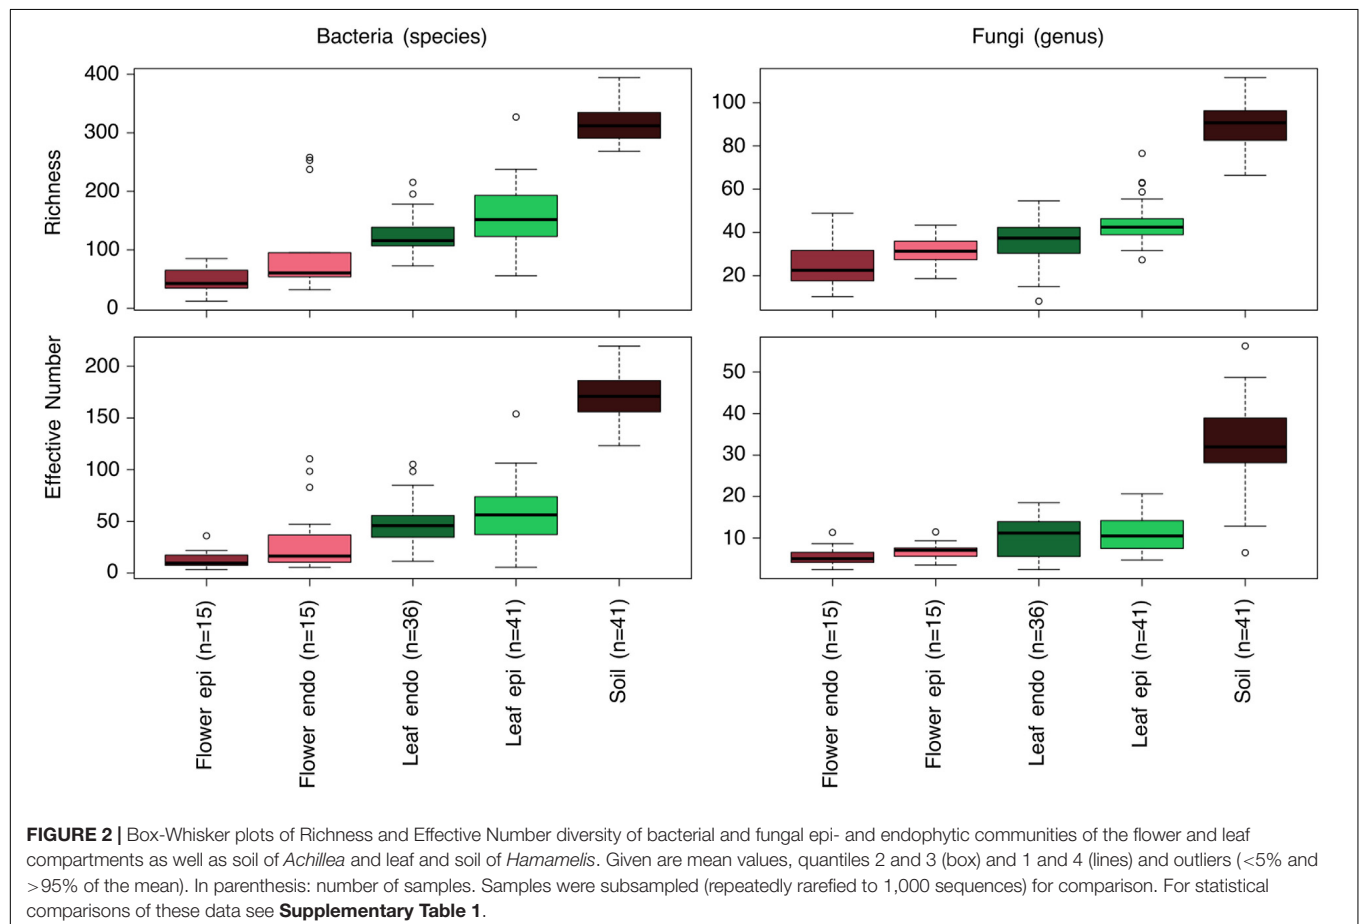 Bacteria (species)
Fungi (genus)
Richness
400
300
200
100
0
100
80
60
40
20
Effective Number
200
150
100
50
0
50
40
30
20
10
Flower epi (n=15)
Flower endo (n=15)
Leaf endo (n=36)
Leaf epi (n=41)
Soil (n=41)
Flower endo (n=15)
Flower epi (n=15)
Leaf endo (n=36)
Leaf epi (n=41)
Soil (n=41)
FIGURE 2 | Box-Whisker plots of Richness and Effective Number diversity of bacterial and fungal epi- and endophytic communities of the flower and leaf
compartments as well as soil of Achillea and leaf and soil of Hamamelis. Given are mean values, quantiles 2 and 3 (box) and 1 and 4 (lines) and outliers (<5% and
>95% of the mean). In parenthesis: number of samples. Samples were subsampled (repeatedly rarefied to 1,000 sequences) for comparison. For statistical
comparisons of these data see Supplementary Table 1.